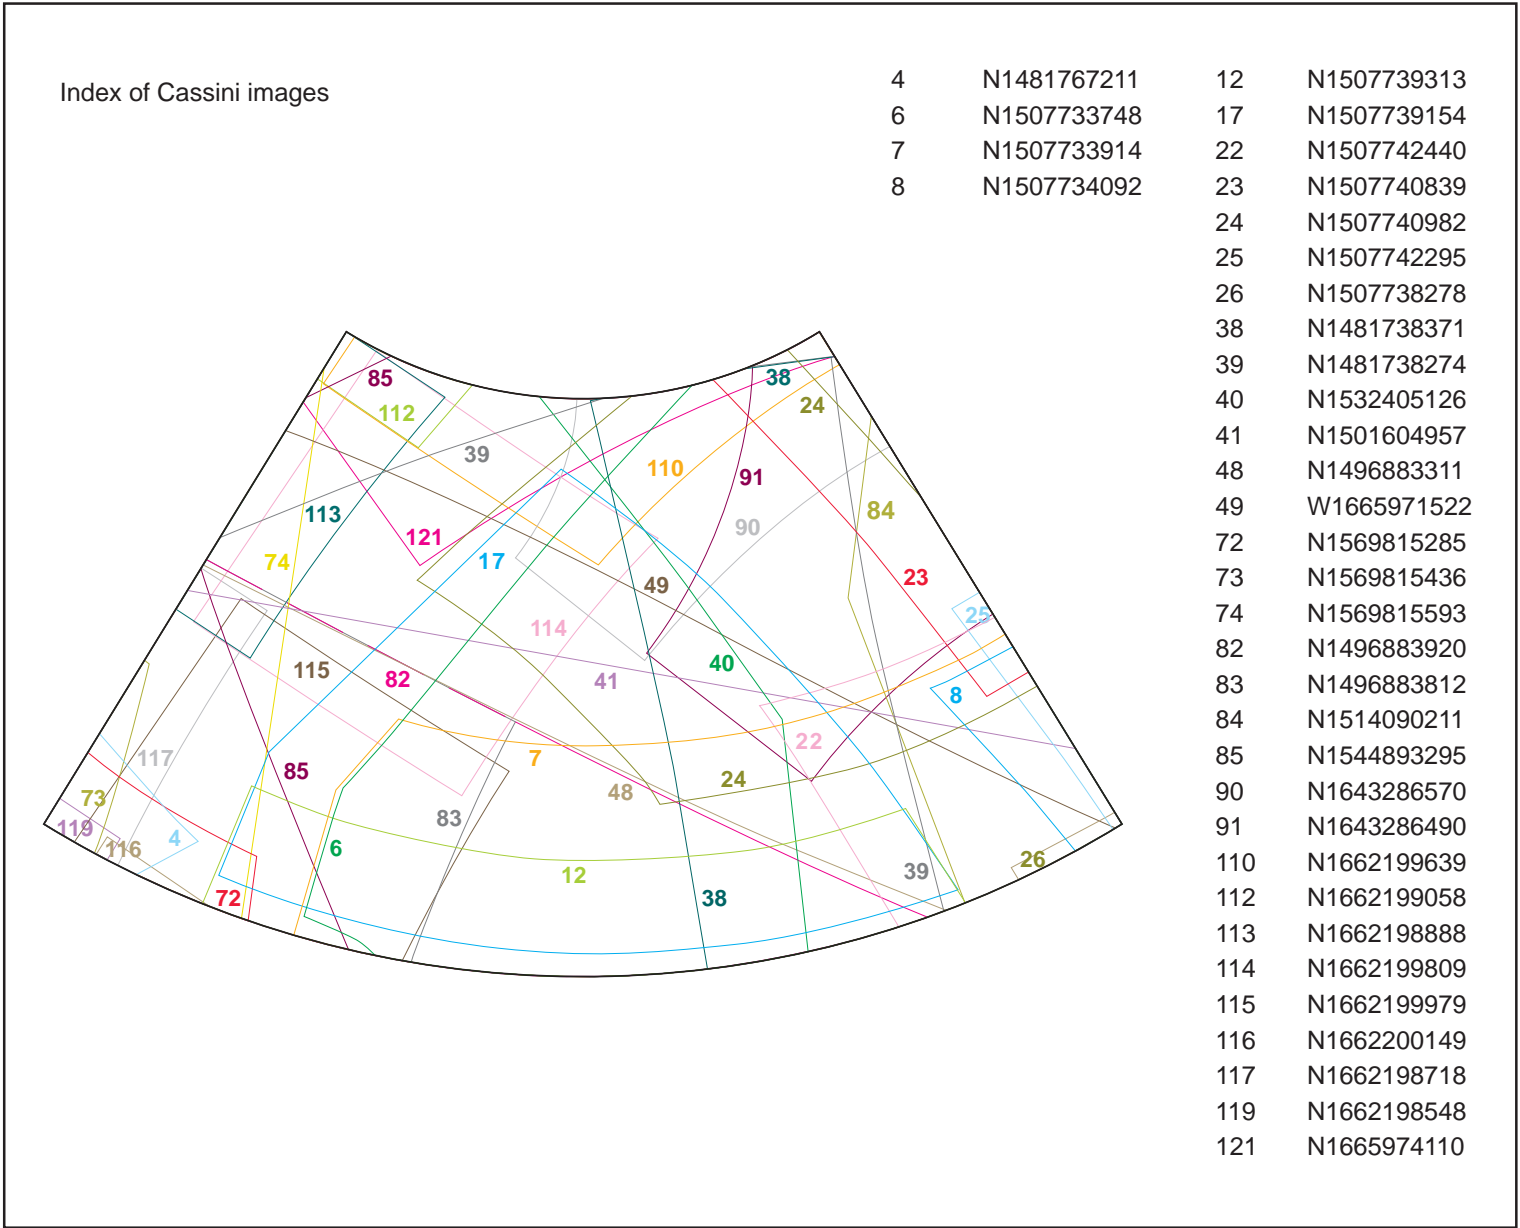 Index of Cassini images
4 N1481767211 12 N1507739313
6 N1507733748 17 N1507739154
7 N1507733914 22 N1507742440
8 N1507734092 23 N1507740839
24 N1507740982
25 N1507742295
26 N1507738278
38 N1481738371
39 N1481738274
40 N1532405126
41 N1501604957
48 N1496883311
49 W1665971522
72 N1569815285
73 N1569815436
74 N1569815593
82 N1496883920
83 N1496883812
84 N1514090211
85 N1544893295
90 N1643286570
91 N1643286490
110 N1662199639
112 N1662199058
113 N1662198888
114 N1662199809
115 N1662199979
116 N1662200149
117 N1662198718
119 N1662198548
121 N1665974110
85
38
112
24
39
110
91
113
84
90
121
74
17
49
23
25
114
115
82
41
40
8
22
117
85
7
24
73
48
83
119
4
116
6
26
12
39
72
38